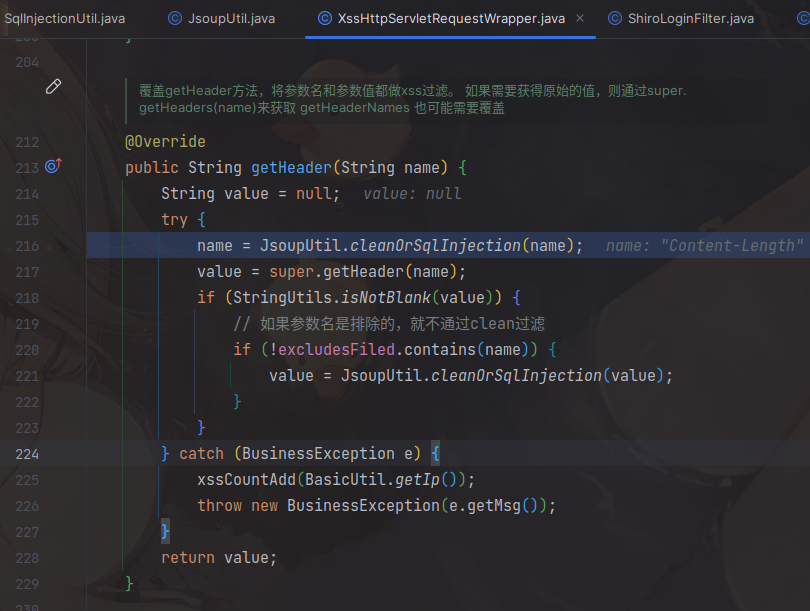 SqlInjectionUtil.java JsoupUtil.java XssHttpServletRequestWrapper.java ShiroLoginFilter.java
204
覆盖getHeader方法，将参数名和参数值都做xss过滤。 如果需要获得原始的值，则通过super.
getHeaders(name)来获取 getHeaderNames 也可能需要覆盖
212 @Override
213 public String getHeader(String name) {
214 String value = null; value: null
215 try {
216 name = JsoupUtil.cleanOrSqlInjection(name); name: "Content-Length"
217 value = super.getHeader(name);
218 if (StringUtils.isNotBlank(value)) {
219 // 如果参数名是排除的，就不通过clean过滤
220 if (!excludesFiled.contains(name)) {
221 value = JsoupUtil.cleanOrSqlInjection(value);
222 }
223 }
224 } catch (BusinessException e) {
225 xssCountAdd(BasicUtil.getIp());
226 throw new BusinessException(e.getMsg());
227 }
228 return value;
229 }